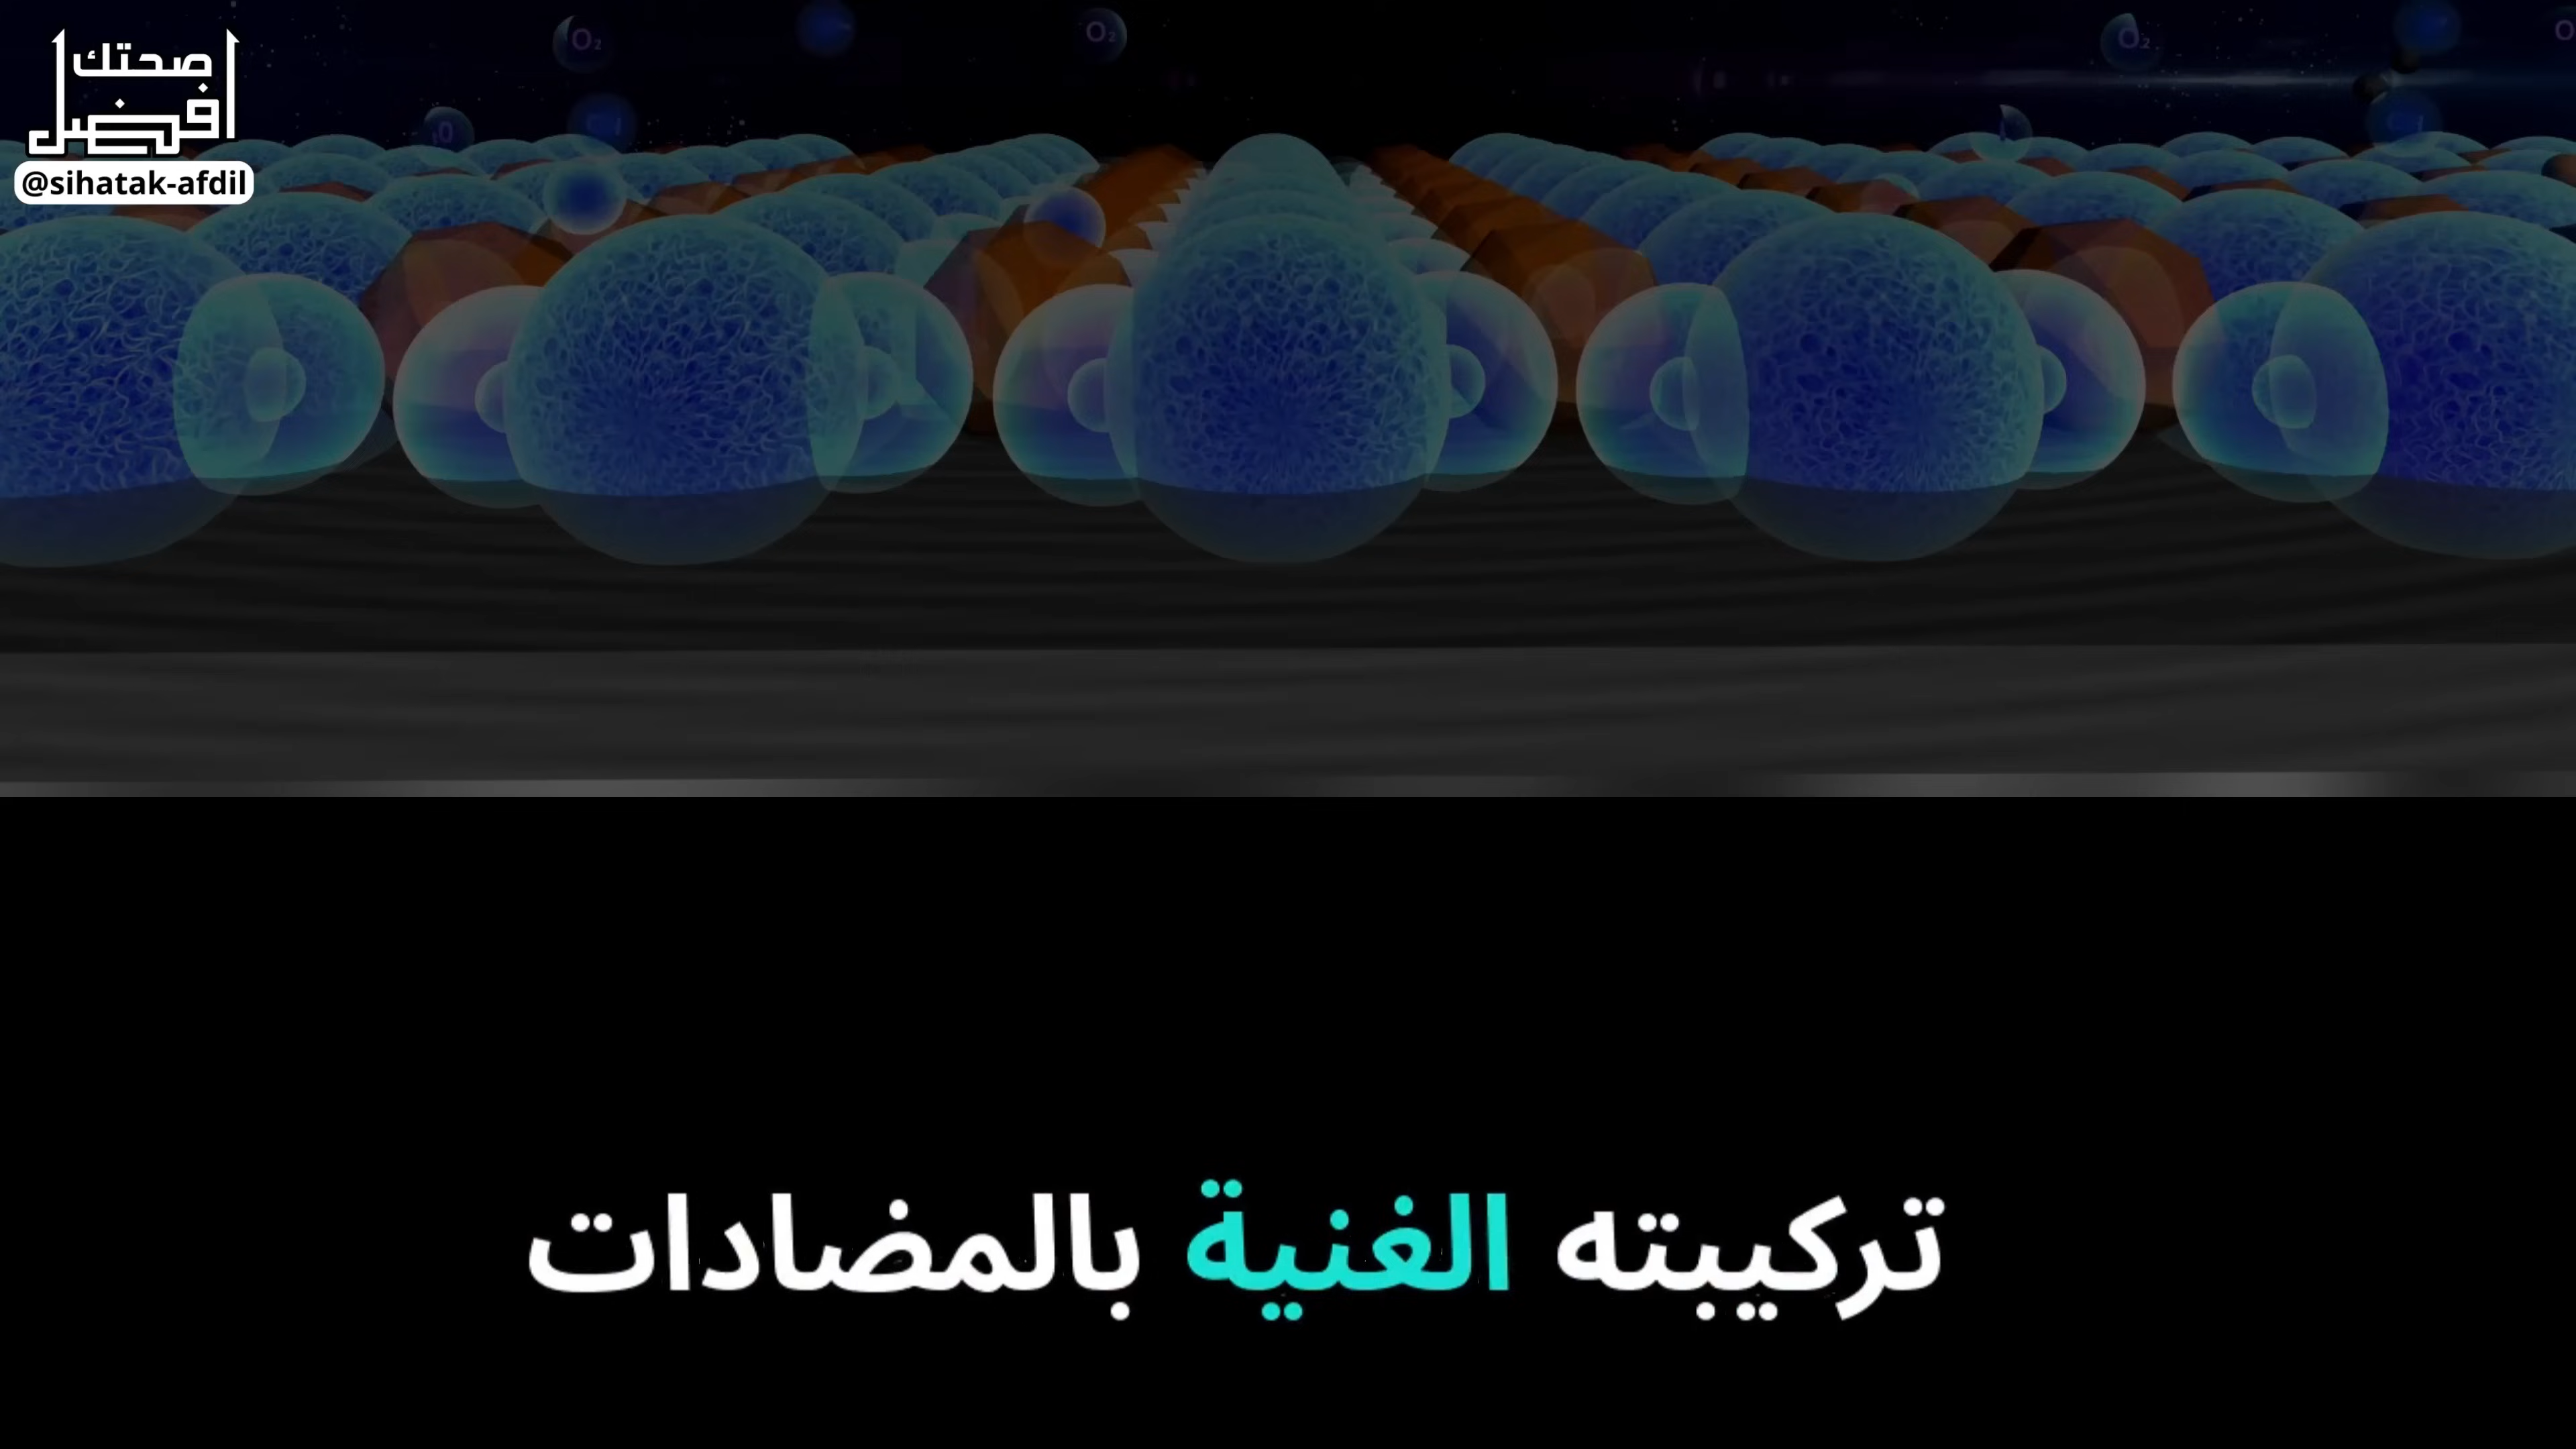 صحتك
افضل
@sihatak-afdil
O₂
O₂
O₂
تركيبته الغنية بالمضادات